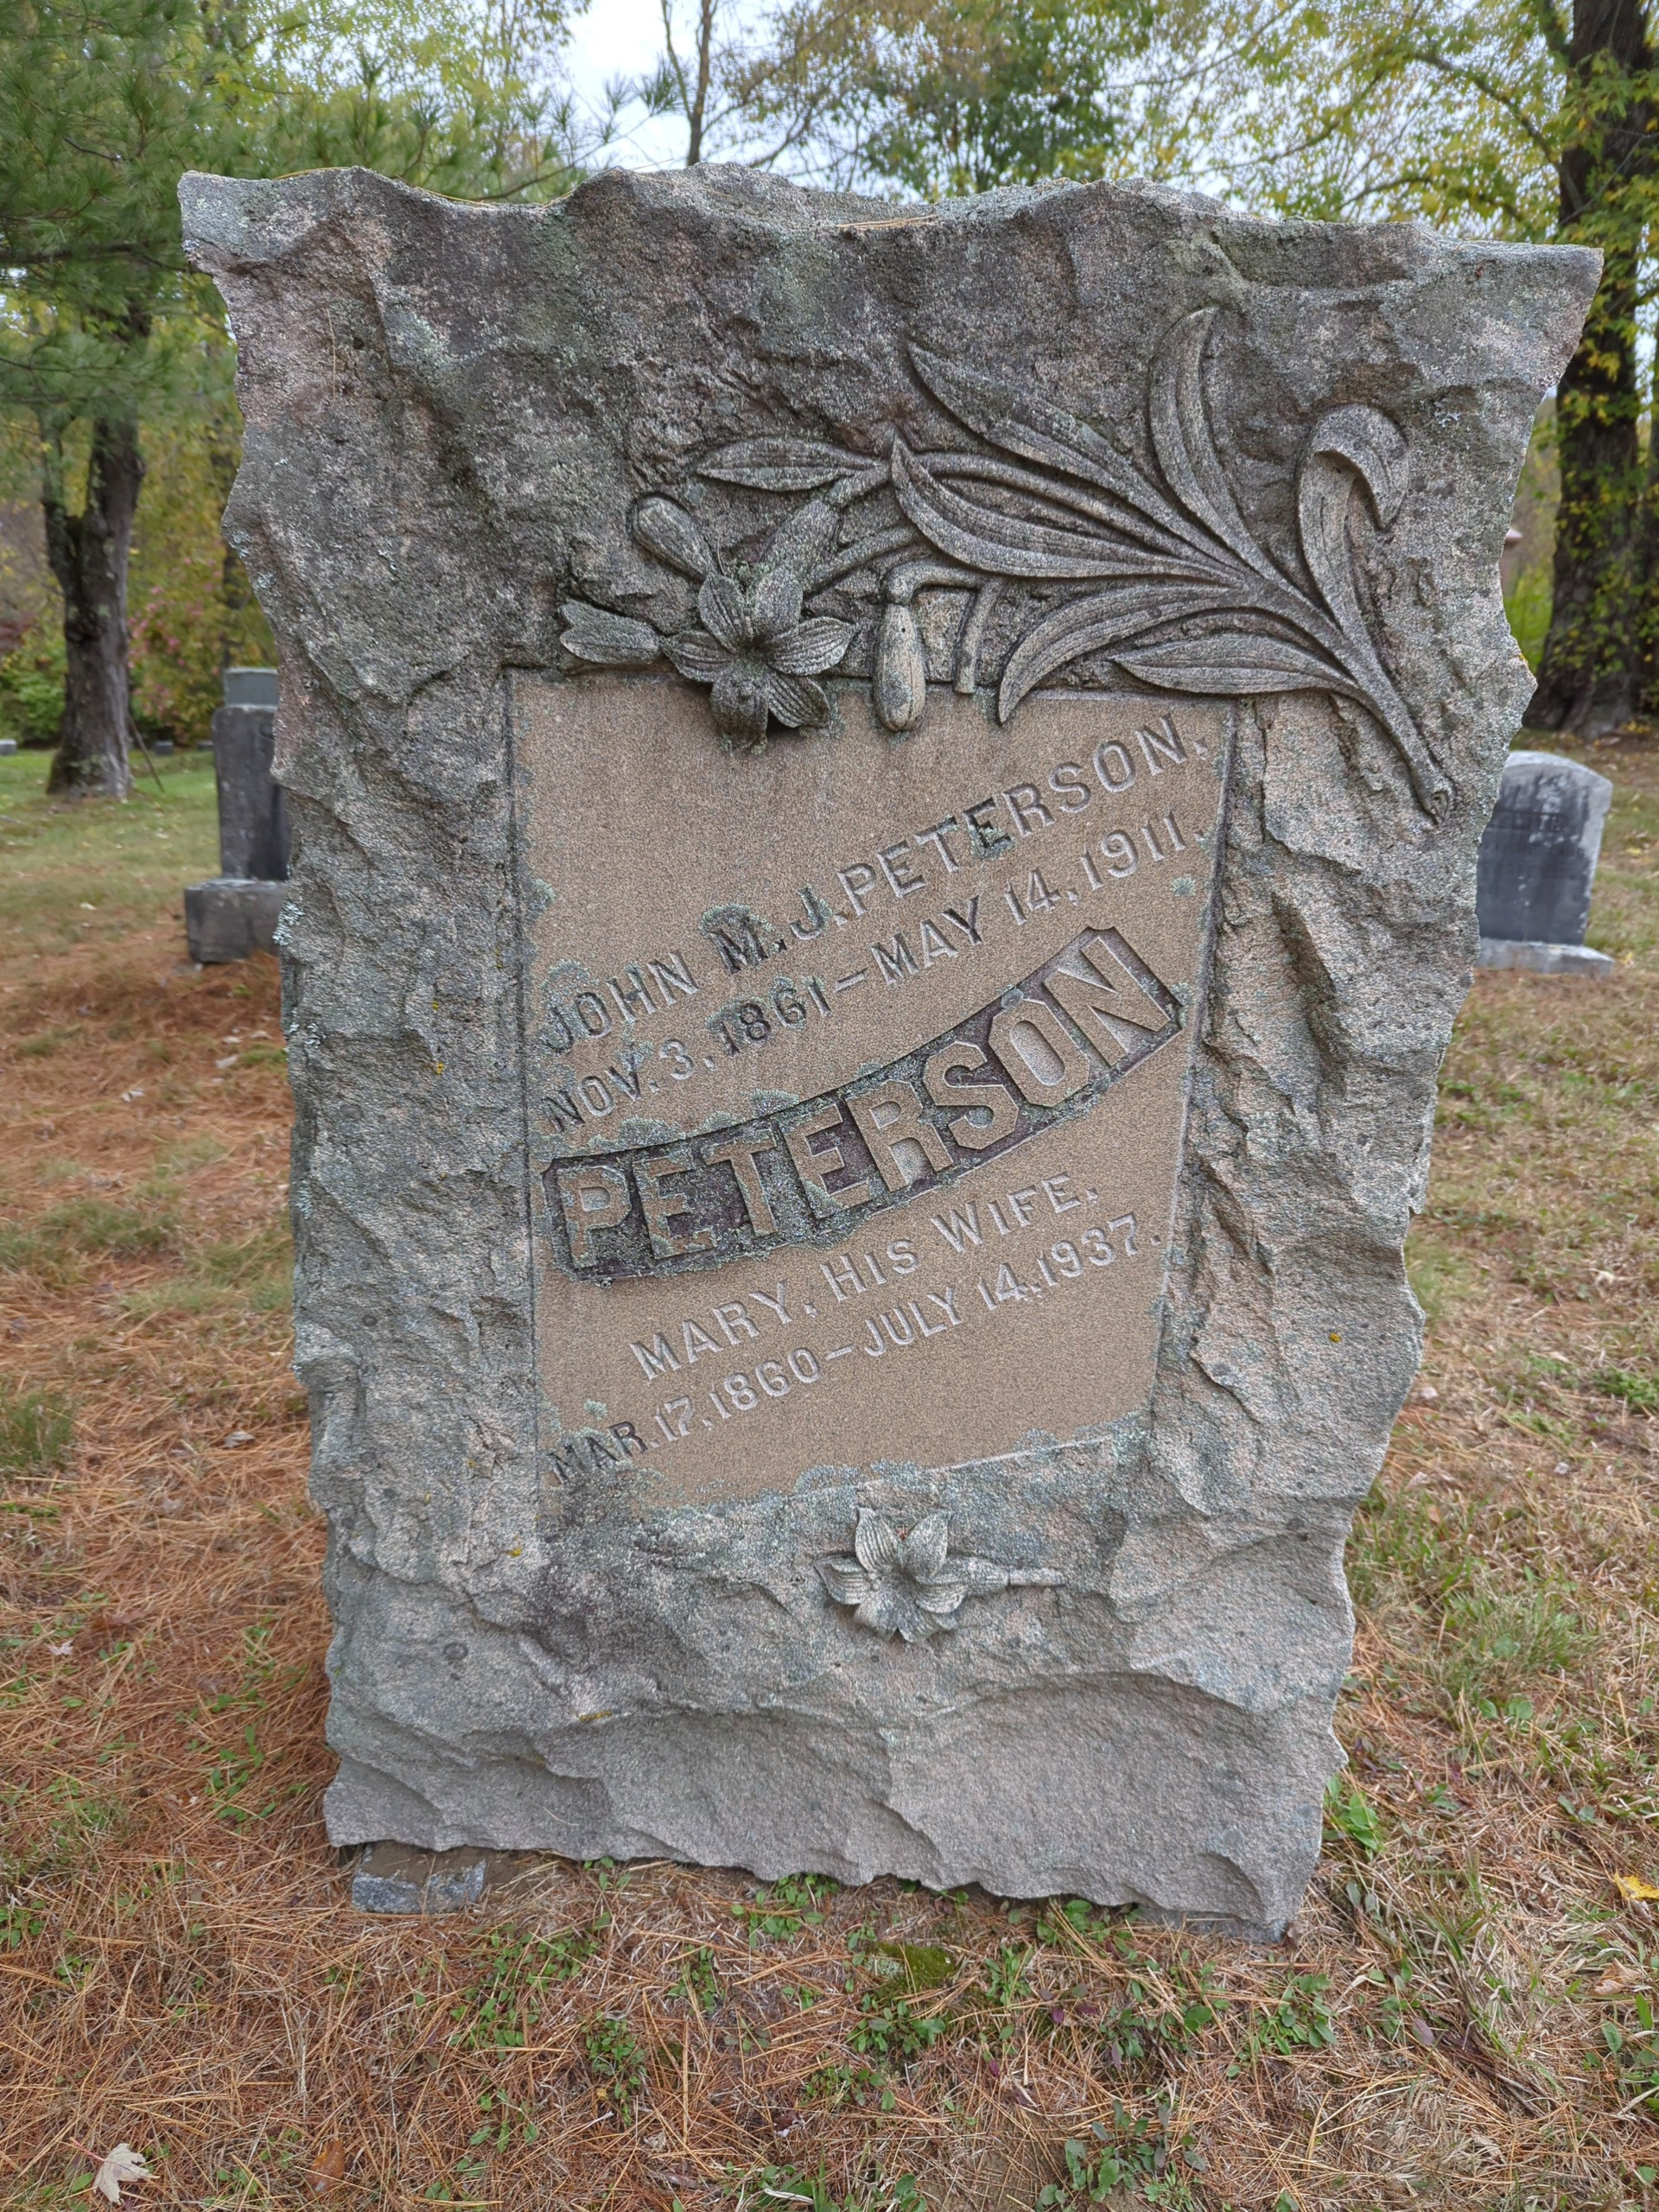 JOHN M. J. PETERSON,
NOV. 3, 1861 – MAY 14, 1911.
PETERSON
MARY, HIS WIFE,
MAR. 17, 1860 – JULY 14, 1937.